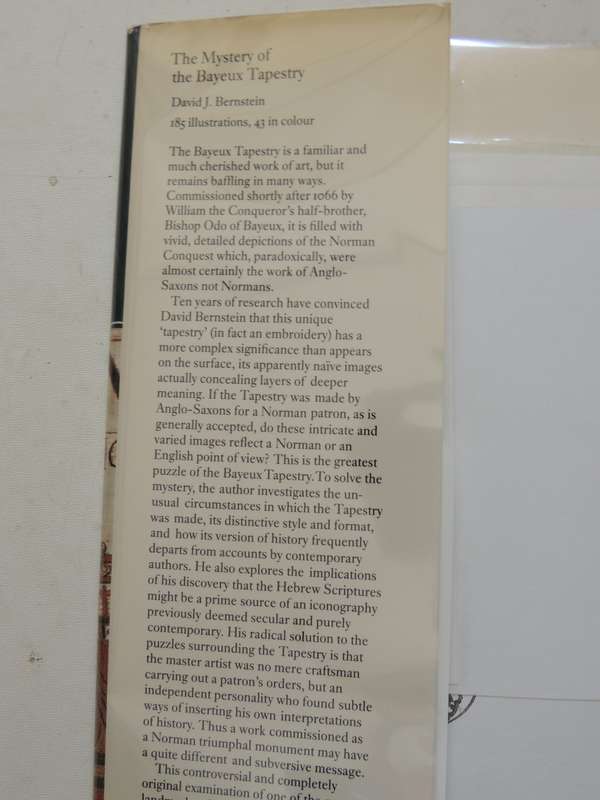 The Mystery of
the Bayeux Tapestry
David J. Bernstein
185 illustrations, 43 in colour
The Bayeux Tapestry is a familiar and
much cherished work of art, but it
remains baffling in many ways.
Commissioned shortly after 1066 by
William the Conqueror's half-brother,
Bishop Odo of Bayeux, it is filled with
vivid, detailed depictions of the Norman
Conquest which, paradoxically, were
almost certainly the work of Anglo-
Saxons not Normans.
Ten years of research have convinced
David Bernstein that this unique
'tapestry' (in fact an embroidery) has a
more complex significance than appears
on the surface, its apparently naïve images
actually concealing layers of deeper
meaning. If the Tapestry was made by
Anglo-Saxons for a Norman patron, as is
generally accepted, do these intricate and
varied images reflect a Norman or an
English point of view? This is the greatest
puzzle of the Bayeux Tapestry. To solve the
mystery, the author investigates the un-
usual circumstances in which the Tapestry
was made, its distinctive style and format,
and how its version of history frequently
departs from accounts by contemporary
authors. He also explores the implications
of his discovery that the Hebrew Scriptures
might be a prime source of an iconography
previously deemed secular and purely
contemporary. His radical solution to the
puzzles surrounding the Tapestry is that
the master artist was no mere craftsman
carrying out a patron's orders, but an
independent personality who found subtle
ways of inserting his own interpretations
of history. Thus a work commissioned as
a Norman triumphal monument may have
a quite different and subversive message.
This controversial and completely
original examination of one of the